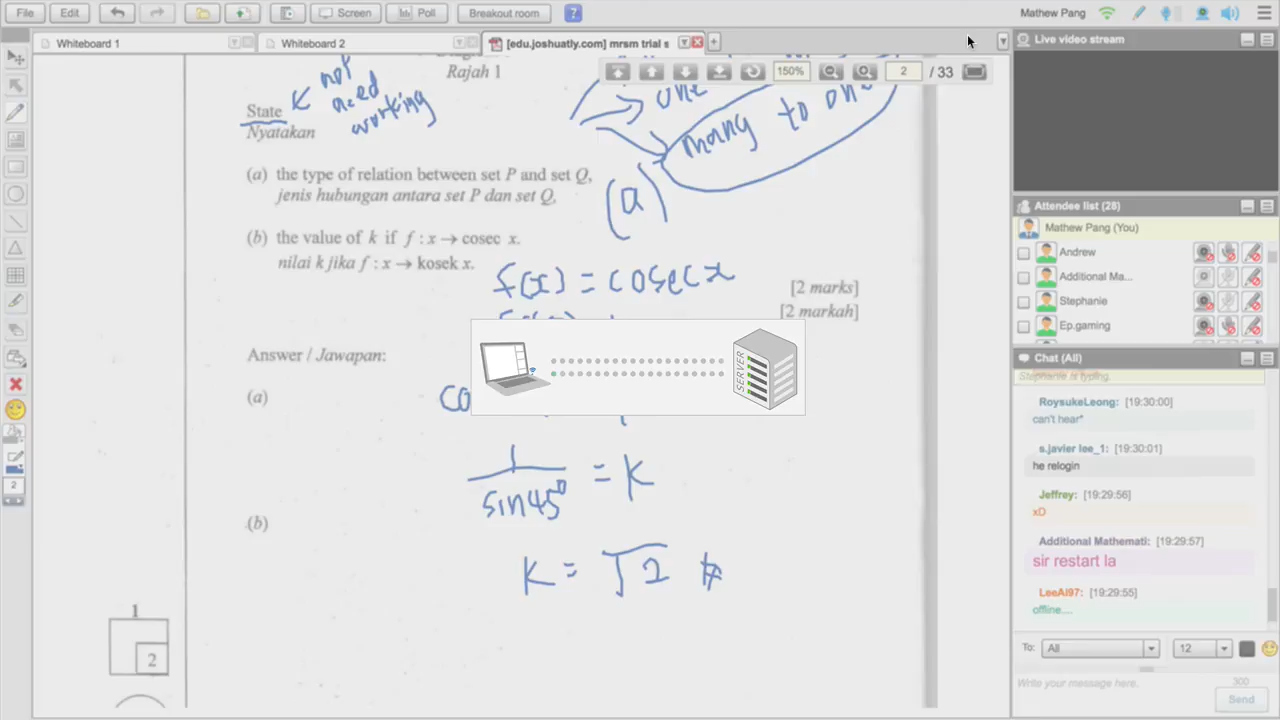 File Edit Screen Poll Breakout room ? Mathew Pang
Whiteboard 1 Whiteboard 2 [edu.joshuatly.com] mrsm trial s
150% 2 / 33
Rajah 1
not
need
working
State
Nyatakan
one
many to one
(a) the type of relation between set P and set Q,
jenis hubungan antara set P dan set Q,
(a)
(b) the value of k if f : x → cosec x.
nilai k jika f : x → kosek x.
f(x) = cosec x
[2 marks]
[2 markah]
SERVER
Answer / Jawapan:
(a)
co
1/sin45° = K
(b)
K = √2
1
2
2
Live video stream
Attendee list (28)
Mathew Pang (You)
Andrew
Additional Ma...
Stephanie
Ep.gaming
Chat (All)
Stephanie is typing.
RoysukeLeong: [19:30:00]
can't hear*
s.javier lee_1: [19:30:01]
he relogin
Jeffrey: [19:29:56]
xD
Additional Mathemati: [19:29:57]
sir restart la
LeeAI97: [19:29:55]
offline....
To: All 12
Write your message here. 300
Send